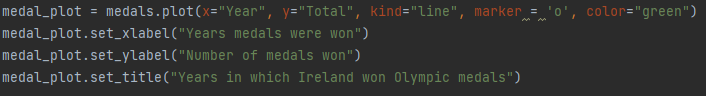 medal_plot = medals.plot(x="Year", y="Total", kind="line", marker = 'o', color="green")
medal_plot.set_xlabel("Years medals were won")
medal_plot.set_ylabel("Number of medals won")
medal_plot.set_title("Years in which Ireland won Olympic medals")